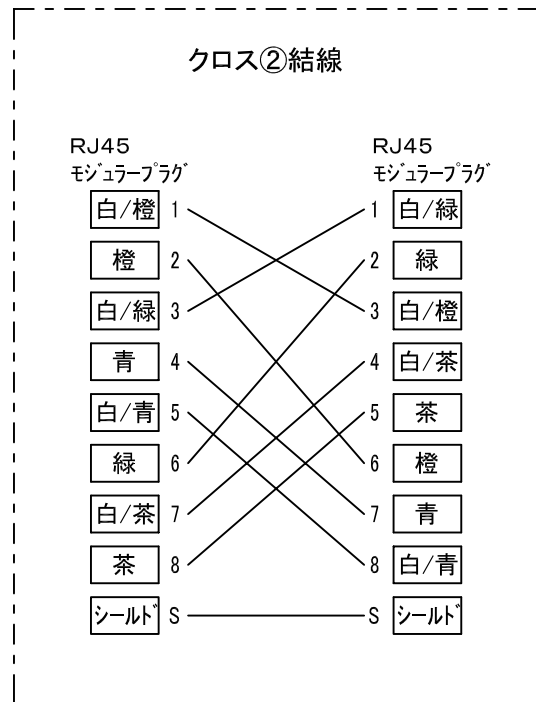 クロス②結線
RJ45 RJ45
モジュラープラグ モジュラープラグ
白/橙 1 1 白/緑
橙 2 2 緑
白/緑 3 3 白/橙
青 4 4 白/茶
白/青 5 5 茶
緑 6 6 橙
白/茶 7 7 青
茶 8 8 白/青
シールド S S シールド